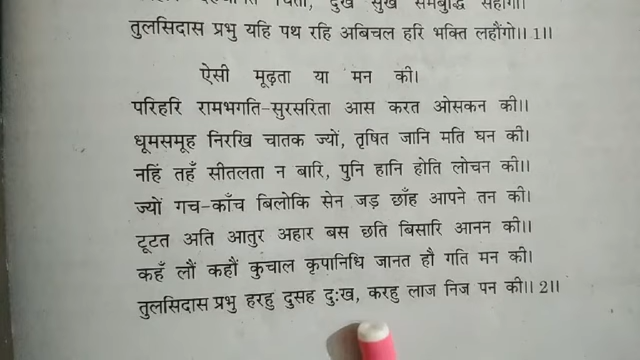 दुख सुख समबुद्धि सहौंगो।
तुलसिदास प्रभु यहि पथ रहि अबिचल हरि भक्ति लहौंगो।। 1।।
ऐसी मूढ़ता या मन की।
परिहरि रामभगति-सुरसरिता आस करत ओसकन की।।
धूमसमूह निरखि चातक ज्यों, तृषित जानि मति घन की।
नहिं तहँ सीतलता न बारि, पुनि हानि होति लोचन की।।
ज्यों गच-काँच बिलोकि सेन जड़ छाँह आपने तन की।
टूटत अति आतुर अहार बस छति बिसारि आनन की।।
कहँ लौं कहौं कुचाल कृपानिधि जानत हौ गति मन की।
तुलसिदास प्रभु हरहु दुसह दुःख, करहु लाज निज पन की।। 2।।